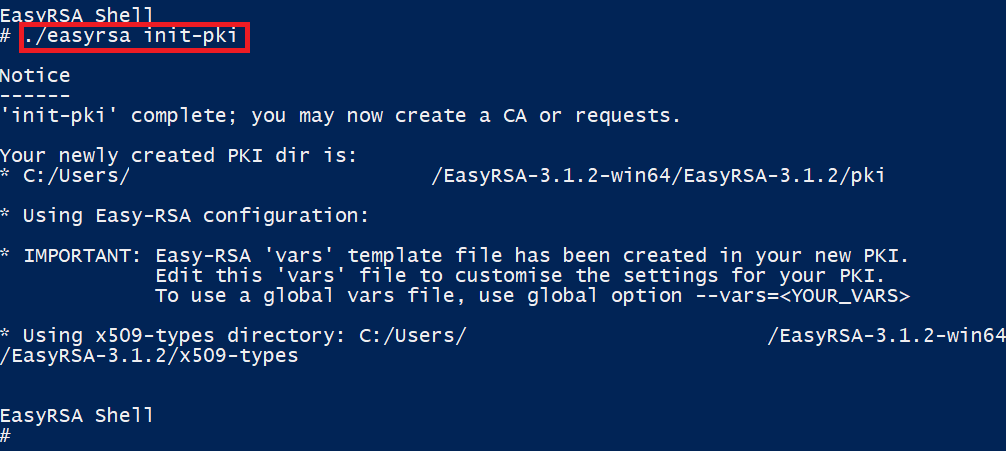 EasyRSA Shell
# ./easyrsa init-pki
Notice
------
'init-pki' complete; you may now create a CA or requests.
Your newly created PKI dir is:
* C:/Users/ /EasyRSA-3.1.2-win64/EasyRSA-3.1.2/pki
* Using Easy-RSA configuration:
* IMPORTANT: Easy-RSA 'vars' template file has been created in your new PKI.
Edit this 'vars' file to customise the settings for your PKI.
To use a global vars file, use global option --vars=<YOUR_VARS>
* Using x509-types directory: C:/Users/ /EasyRSA-3.1.2-win64
/EasyRSA-3.1.2/x509-types
EasyRSA Shell
#